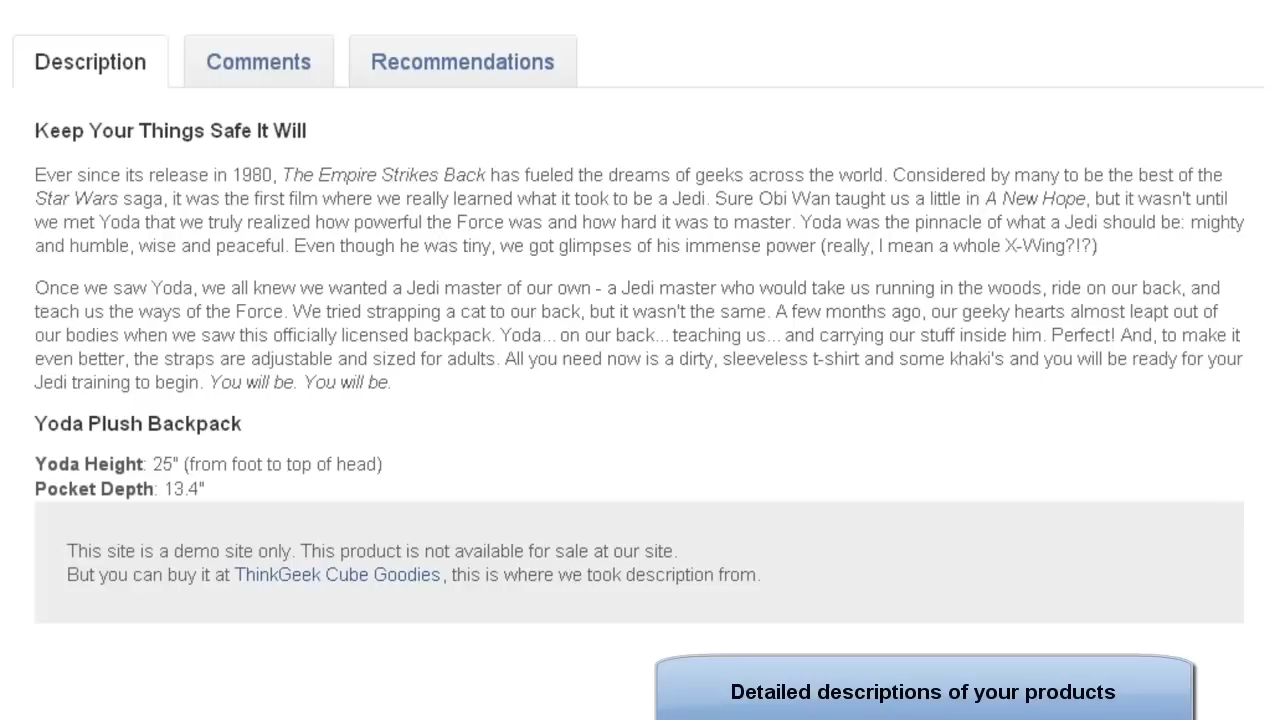 Description
Comments
Recommendations
Keep Your Things Safe It Will
Ever since its release in 1980, The Empire Strikes Back has fueled the dreams of geeks across the world. Considered by many to be the best of the
Star Wars saga, it was the first film where we really learned what it took to be a Jedi. Sure Obi Wan taught us a little in A New Hope, but it wasn't until
we met Yoda that we truly realized how powerful the Force was and how hard it was to master. Yoda was the pinnacle of what a Jedi should be: mighty
and humble, wise and peaceful. Even though he was tiny, we got glimpses of his immense power (really, I mean a whole X-Wing?!?)
Once we saw Yoda, we all knew we wanted a Jedi master of our own - a Jedi master who would take us running in the woods, ride on our back, and
teach us the ways of the Force. We tried strapping a cat to our back, but it wasn't the same. A few months ago, our geeky hearts almost leapt out of
our bodies when we saw this officially licensed backpack. Yoda... on our back... teaching us... and carrying our stuff inside him. Perfect! And, to make it
even better, the straps are adjustable and sized for adults. All you need now is a dirty, sleeveless t-shirt and some khaki's and you will be ready for your
Jedi training to begin. You will be. You will be.
Yoda Plush Backpack
Yoda Height: 25" (from foot to top of head)
Pocket Depth: 13.4"
This site is a demo site only. This product is not available for sale at our site.
But you can buy it at ThinkGeek Cube Goodies, this is where we took description from.
Detailed descriptions of your products